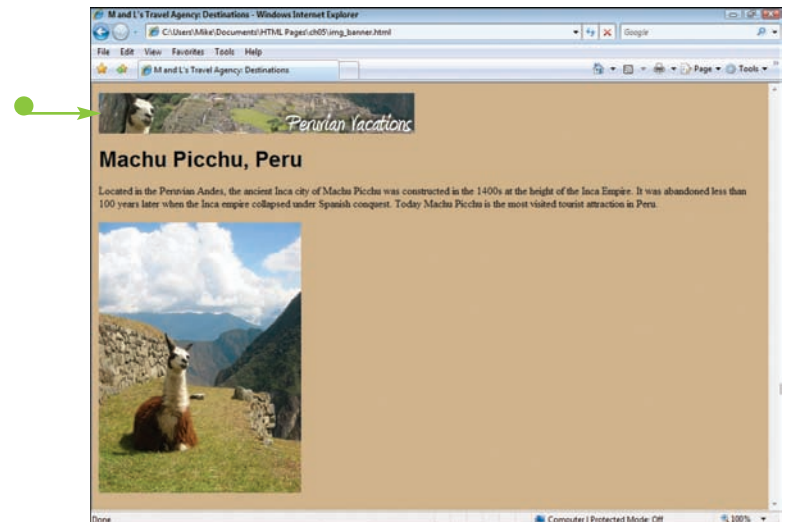 M and L's Travel Agency: Destinations - Windows Internet Explorer
C:\Users\Mike\Documents\HTML Pages\ch05\img_banner.html
Google
File Edit View Favorites Tools Help
M and L's Travel Agency: Destinations
Page Tools
Peruvian Vacations
Machu Picchu, Peru
Located in the Peruvian Andes, the ancient Inca city of Machu Picchu was constructed in the 1400s at the height of the Inca Empire. It was abandoned less than
100 years later when the Inca empire collapsed under Spanish conquest. Today Machu Picchu is the most visited tourist attraction in Peru.
Done
Computer | Protected Mode: Off
100%